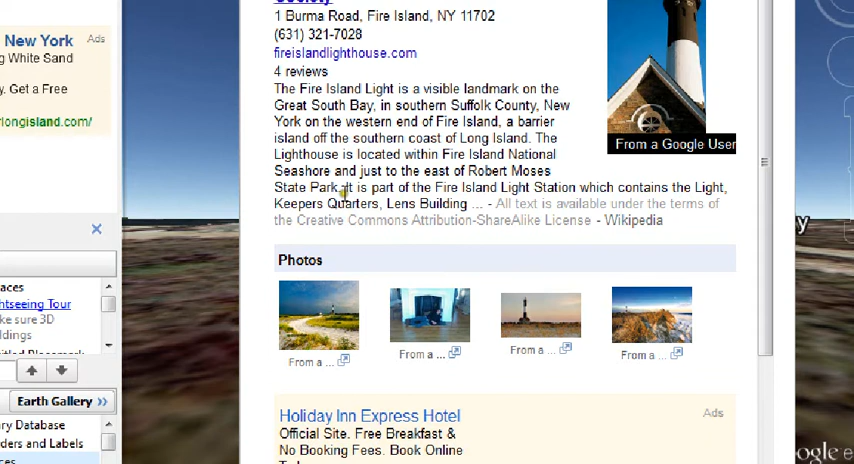 New York
Ads
g White Sand
y. Get a Free
longisland.com/
aces
htseeing Tour
ke sure 3D
ldings
Earth Gallery >>
ry Database
ders and Labels
ces
Society
1 Burma Road, Fire Island, NY 11702
(631) 321-7028
fireislandlighthouse.com
4 reviews
The Fire Island Light is a visible landmark on the
Great South Bay, in southern Suffolk County, New
York on the western end of Fire Island, a barrier
island off the southern coast of Long Island. The
Lighthouse is located within Fire Island National
Seashore and just to the east of Robert Moses
State Park. It is part of the Fire Island Light Station which contains the Light,
Keepers Quarters, Lens Building ... - All text is available under the terms of
the Creative Commons Attribution-ShareAlike License - Wikipedia
From a Google User
Photos
From a ...
From a ...
From a ...
From a ...
Holiday Inn Express Hotel
Ads
Official Site. Free Breakfast &
No Booking Fees. Book Online
y
ogle e